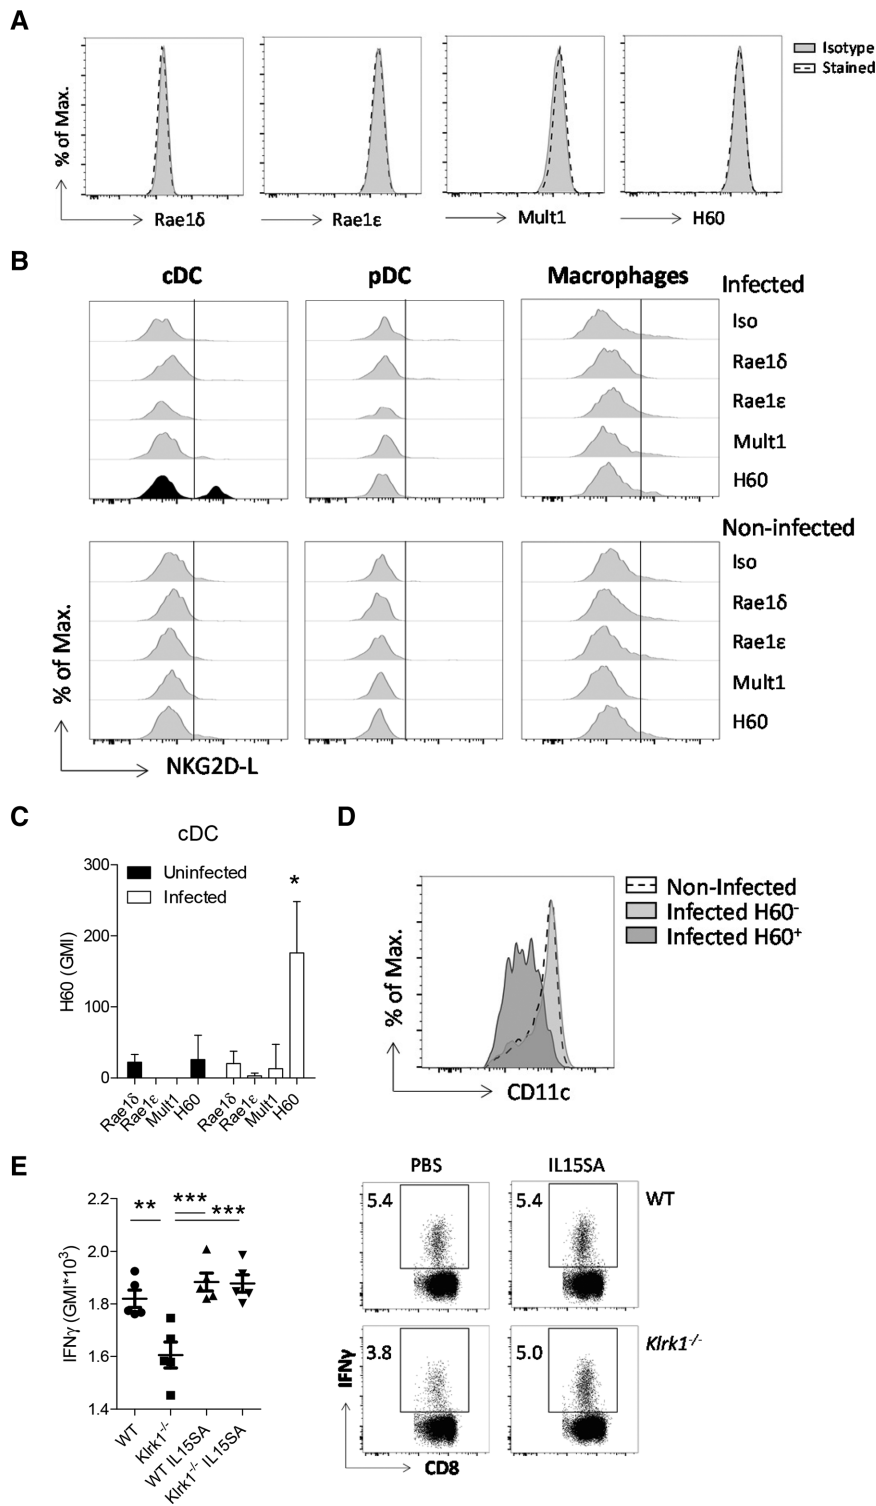 A
Isotype
Stained
% of Max.
Rae1δ
Rae1ε
Mult1
H60
B
cDC
pDC
Macrophages
Infected
Iso
Rae1δ
Rae1ε
Mult1
H60
Non-infected
Iso
Rae1δ
Rae1ε
Mult1
H60
% of Max.
NKG2D-L
C
cDC
Uninfected
Infected
*
300
200
100
0
H60 (GMI)
Rae1δ
Rae1ε
Mult1
H60
Rae1δ
Rae1ε
Mult1
H60
D
Non-Infected
Infected H60-
Infected H60+
% of Max.
CD11c
E
2.2
2.0
1.8
1.6
1.4
IFNγ (GMI*10³)
**
***
***
WT
Klrk1-/-
WT IL15SA
Klrk1-/- IL15SA
PBS
IL15SA
5.4
5.4
WT
3.8
5.0
Klrk1-/-
IFNγ
CD8